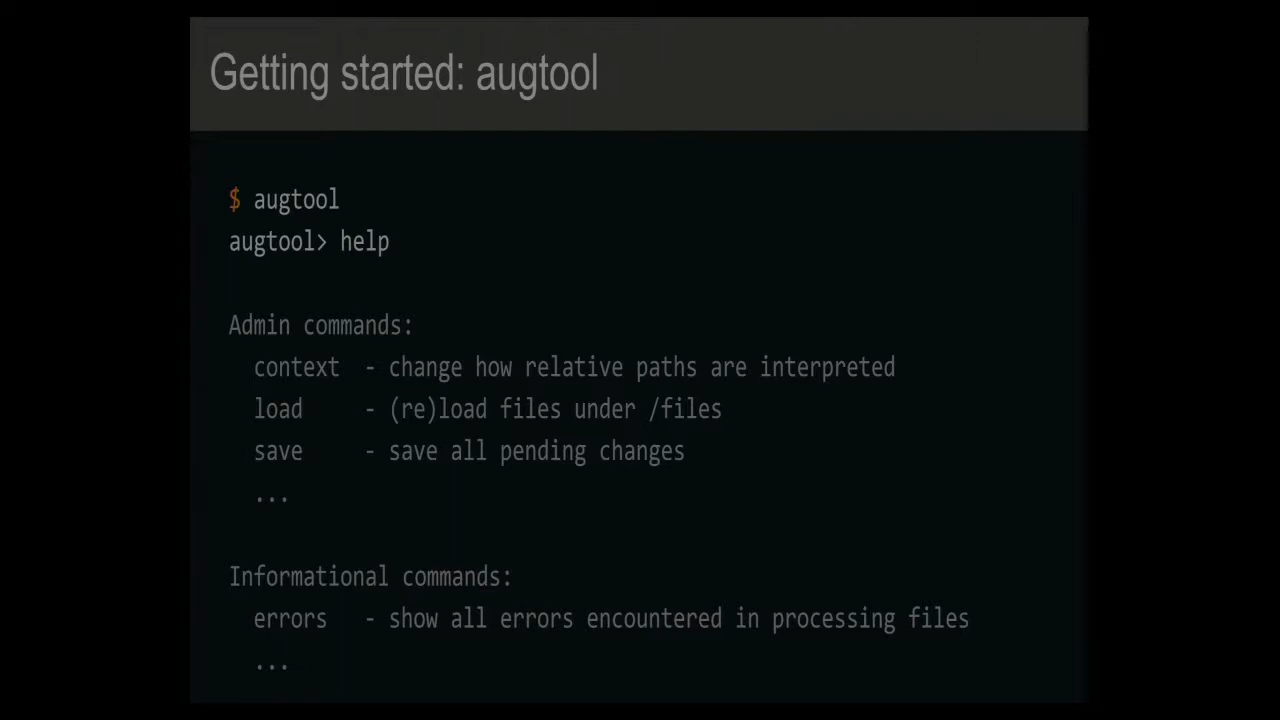 Getting started: augtool
$ augtool
augtool> help
Admin commands:
context - change how relative paths are interpreted
load - (re)load files under /files
save - save all pending changes
...
Informational commands:
errors - show all errors encountered in processing files
...